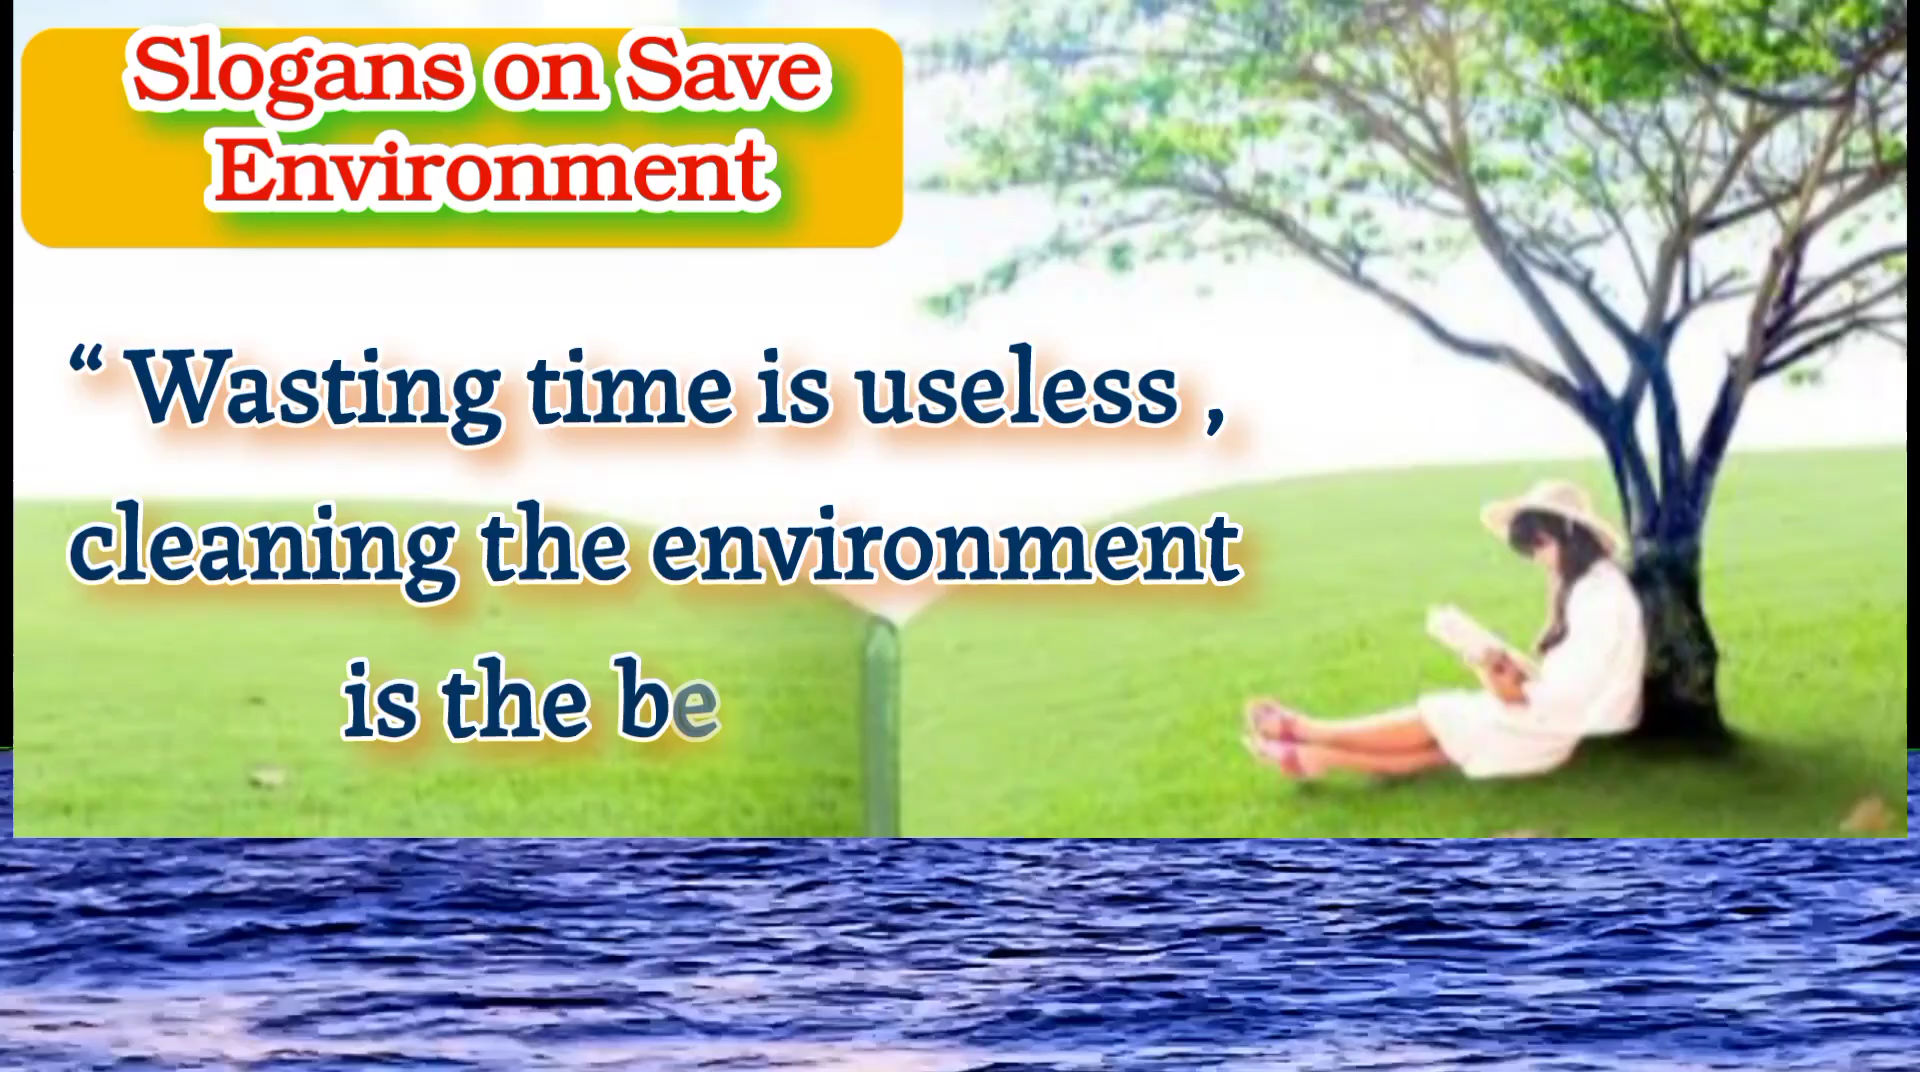 Slogans on Save
Environment
“ Wasting time is useless ,
cleaning the environment
is the be